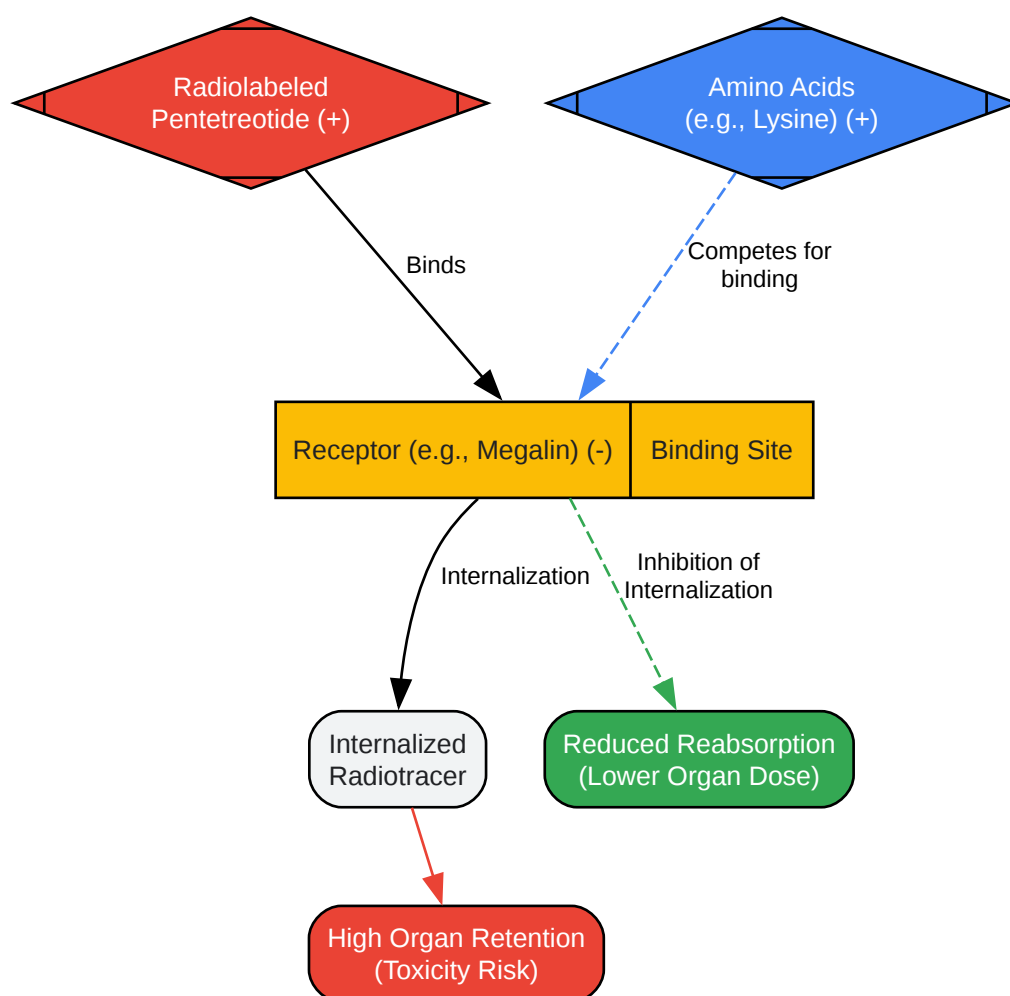 Radiolabeled
Pentetreotide (+)
Amino Acids
(e.g., Lysine) (+)
Binds
Competes for
binding
Receptor (e.g., Megalin) (-)
Binding Site
Internalization
Inhibition of
Internalization
Internalized
Radiotracer
Reduced Reabsorption
(Lower Organ Dose)
High Organ Retention
(Toxicity Risk)